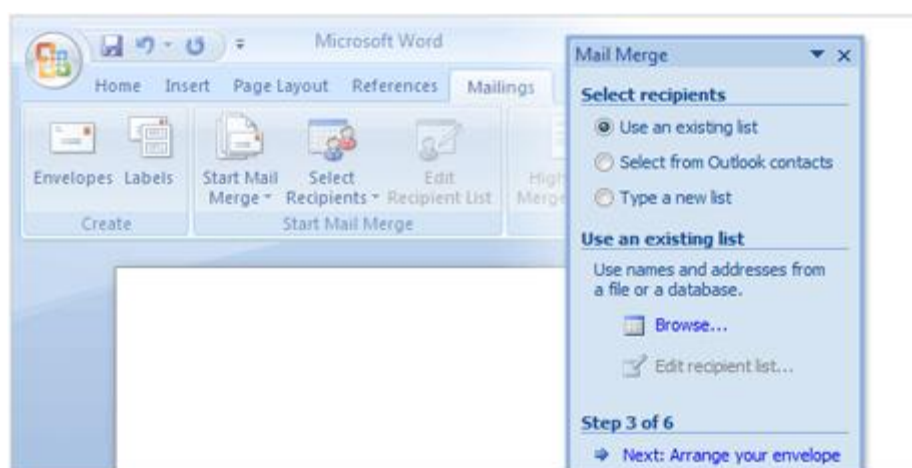 Microsoft Word
Home Insert Page Layout References Mailings
Envelopes Labels Start Mail Merge Select Recipients Edit Recipient List
Create Start Mail Merge
Mail Merge
Select recipients
Use an existing list
Select from Outlook contacts
Type a new list
Use an existing list
Use names and addresses from
a file or a database.
Browse...
Edit recipient list...
Step 3 of 6
Next: Arrange your envelope